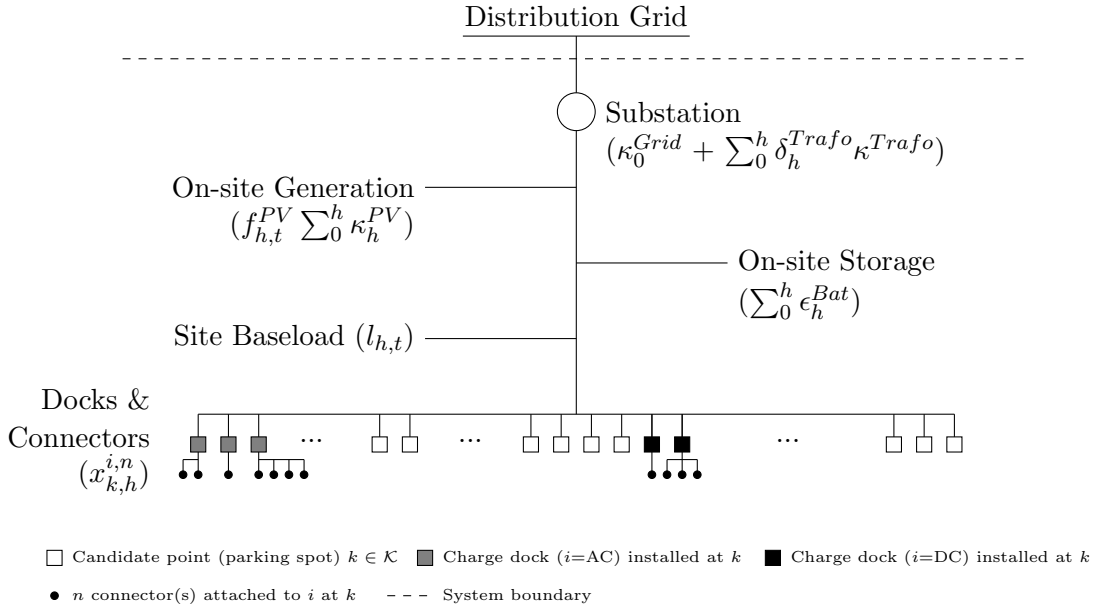 Distribution Grid
Substation
(κ_0^{Grid} + ∑_0^h δ_h^{Trafo} κ^{Trafo})
On-site Generation
(f_{h,t}^{PV} ∑_0^h κ_h^{PV})
On-site Storage
(∑_0^h ϵ_h^{Bat})
Site Baseload (l_{h,t})
Docks &
Connectors
(x_{k,h}^{i,n})
... ... ...
Candidate point (parking spot) k ∈ 𝒦 Charge dock (i=AC) installed at k Charge dock (i=DC) installed at k
n connector(s) attached to i at k System boundary